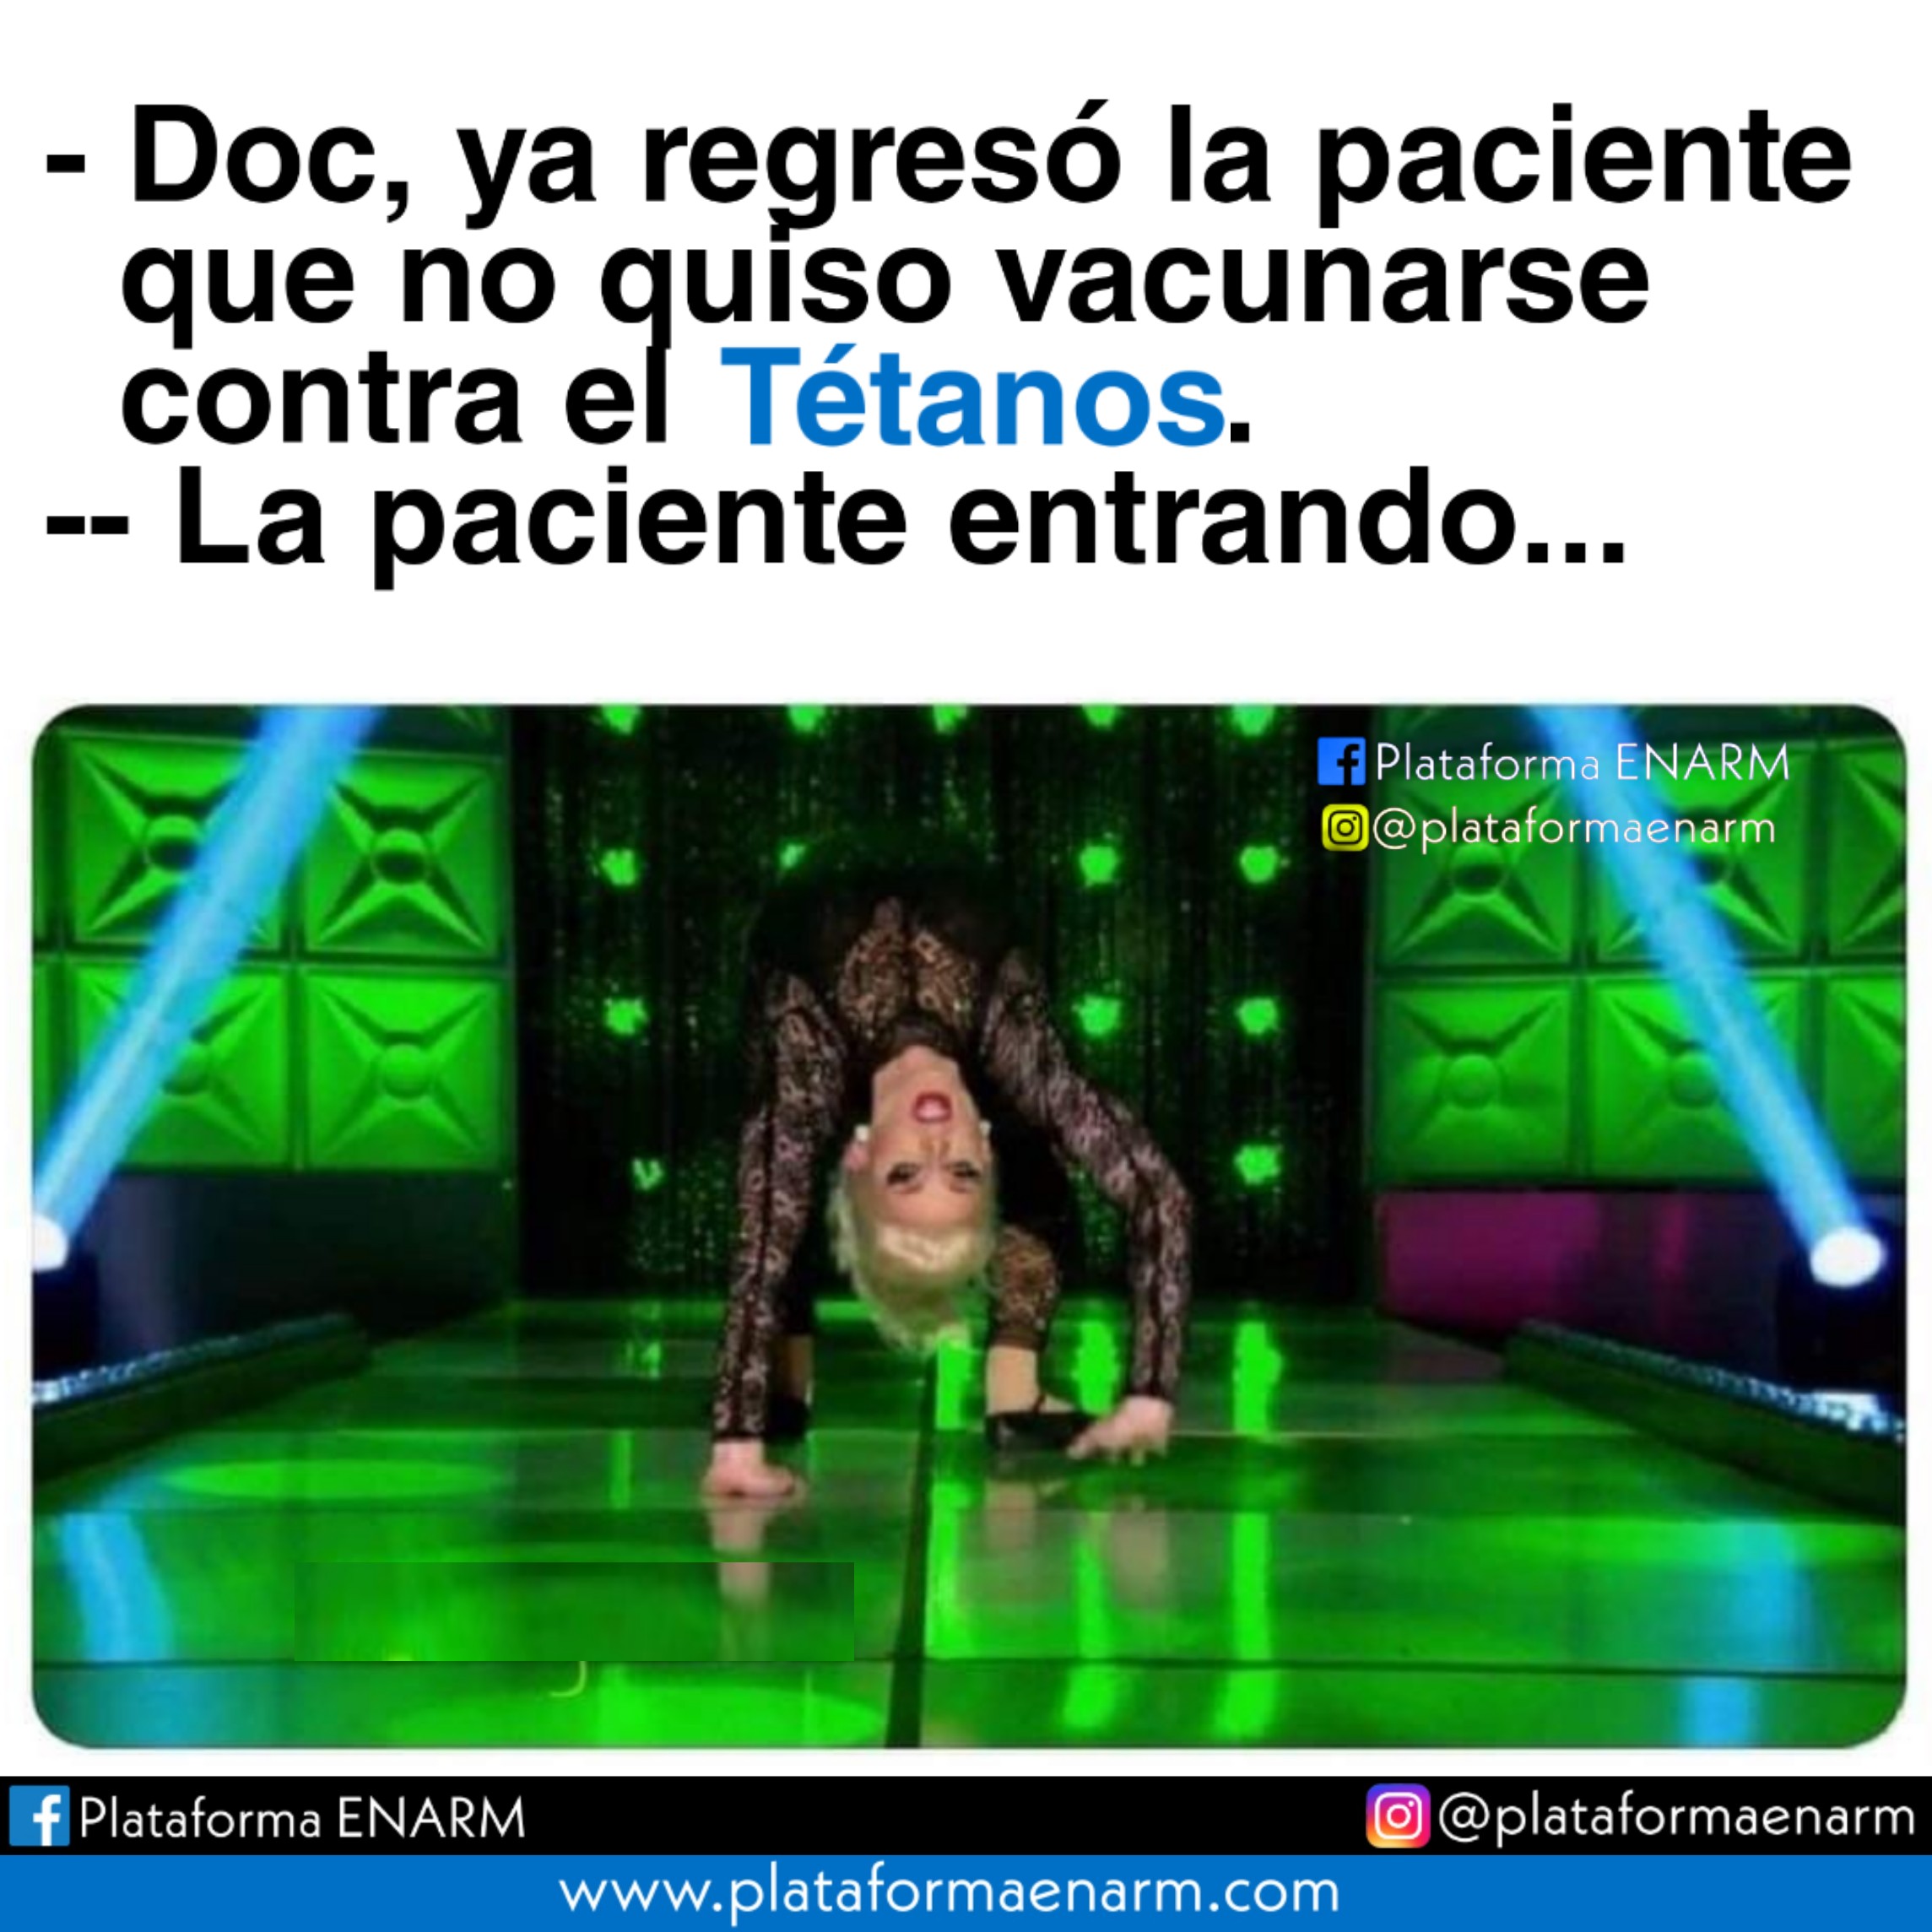 - Doc, ya regresó la paciente
que no quiso vacunarse
contra el Tétanos.
-- La paciente entrando...
Plataforma ENARM
@plataformaenarm
Plataforma ENARM
@plataformaenarm
www.plataformaenarm.com